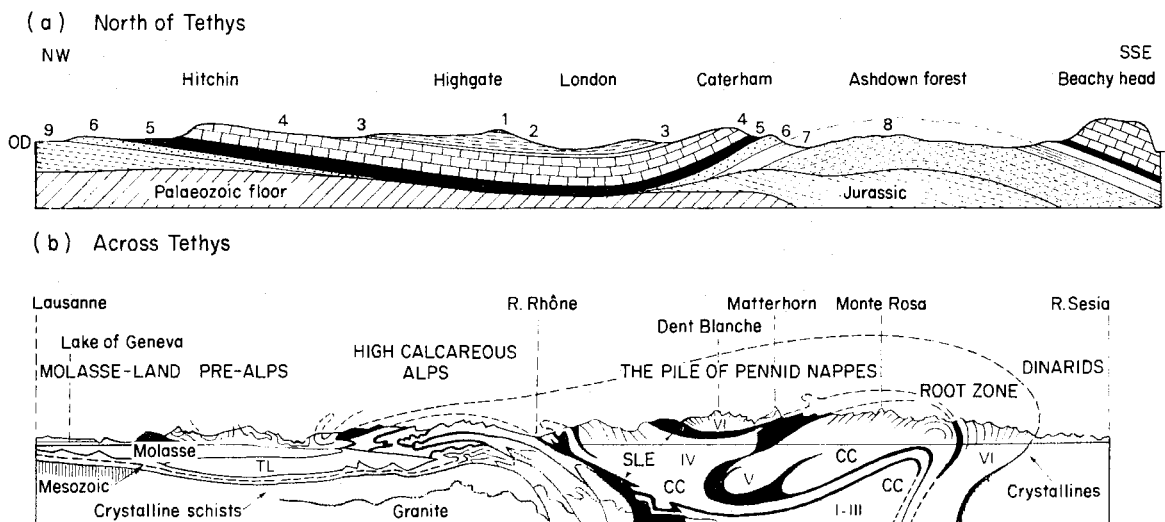 (a) North of Tethys
NW SSE
Hitchin Highgate London Caterham Ashdown forest Beachy head
9 6 5 4 3 1 2 3 4 5 6 7 8
OD
Palaeozoic floor Jurassic
(b) Across Tethys
Lausanne R. Rhône Matterhorn Monte Rosa R. Sesia
Dent Blanche
Lake of Geneva
HIGH CALCAREOUS
ALPS
MOLASSE-LAND PRE-ALPS THE PILE OF PENNID NAPPES DINARIDS
ROOT ZONE
VI
Molasse
TL SLE IV CC VI
Mesozoic CC V CC
Crystalline schists Granite I-III Crystallines